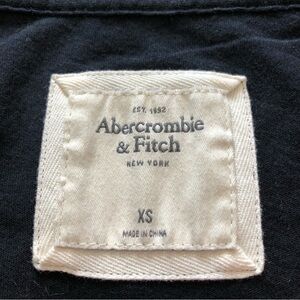 EST. 1892
Abercrombie
& Fitch
NEW YORK
XS
MADE IN CHINA